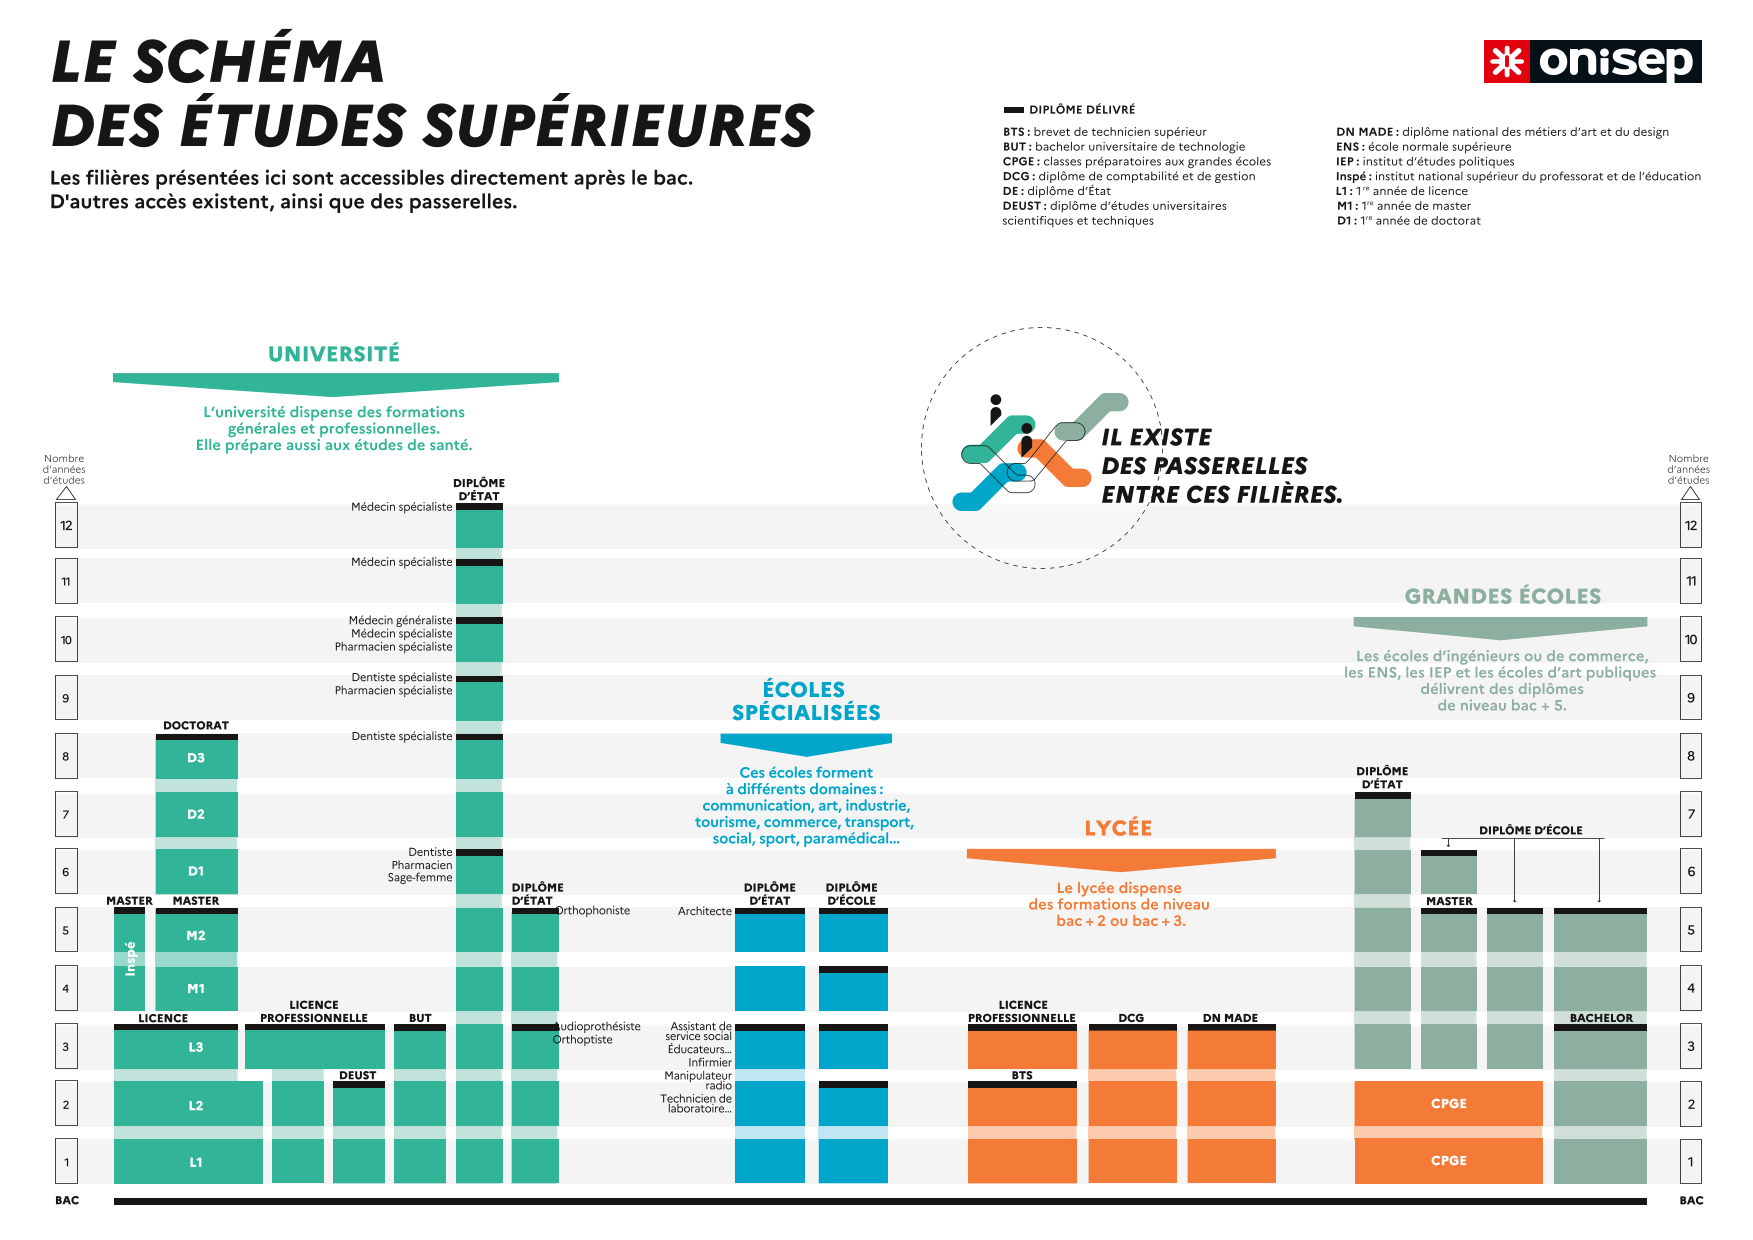 LE SCHÉMA
DES ÉTUDES SUPÉRIEURES
Les filières présentées ici sont accessibles directement après le bac.
D'autres accès existent, ainsi que des passerelles.
onisep
DIPLÔME DÉLIVRÉ
BTS : brevet de technicien supérieur
BUT : bachelor universitaire de technologie
CPGE : classes préparatoires aux grandes écoles
DCG : diplôme de comptabilité et de gestion
DE : diplôme d'État
DEUST : diplôme d'études universitaires
scientifiques et techniques
DN MADE : diplôme national des métiers d'art et du design
ENS : école normale supérieure
IEP : institut d'études politiques
Inspé : institut national supérieur du professorat et de l'éducation
L1 : 1re année de licence
M1 : 1re année de master
D1 : 1re année de doctorat
UNIVERSITÉ
L'université dispense des formations
générales et professionnelles.
Elle prépare aussi aux études de santé.
IL EXISTE
DES PASSERELLES
ENTRE CES FILIÈRES.
Nombre
d'années
d'études
12
11
10
9
8
7
6
5
4
3
2
1
BAC
DIPLÔME
D'ÉTAT
Médecin spécialiste
Médecin spécialiste
Médecin généraliste
Médecin spécialiste
Pharmacien spécialiste
Dentiste spécialiste
Pharmacien spécialiste
Dentiste spécialiste
Dentiste
Pharmacien
Sage-femme
DOCTORAT
D3
D2
D1
MASTER
MASTER
Inspé
M2
M1
LICENCE
LICENCE
PROFESSIONNELLE
BUT
L3
DEUST
L2
L1
DIPLÔME
D'ÉTAT
Orthophoniste
Audioprothésiste
Orthoptiste
ÉCOLES
SPÉCIALISÉES
Ces écoles forment
à différents domaines :
communication, art, industrie,
tourisme, commerce, transport,
social, sport, paramédical...
DIPLÔME
D'ÉTAT
DIPLÔME
D'ÉCOLE
Architecte
Assistant de
service social
Éducateurs...
Infirmier
Manipulateur
radio
Technicien de
laboratoire...
LYCÉE
Le lycée dispense
des formations de niveau
bac + 2 ou bac + 3.
LICENCE
PROFESSIONNELLE
DCG
DN MADE
BTS
GRANDES ÉCOLES
Les écoles d'ingénieurs ou de commerce,
les ENS, les IEP et les écoles d'art publiques
délivrent des diplômes
de niveau bac + 5.
DIPLÔME
D'ÉTAT
DIPLÔME D'ÉCOLE
MASTER
BACHELOR
CPGE
CPGE
Nombre
d'années
d'études
12
11
10
9
8
7
6
5
4
3
2
1
BAC